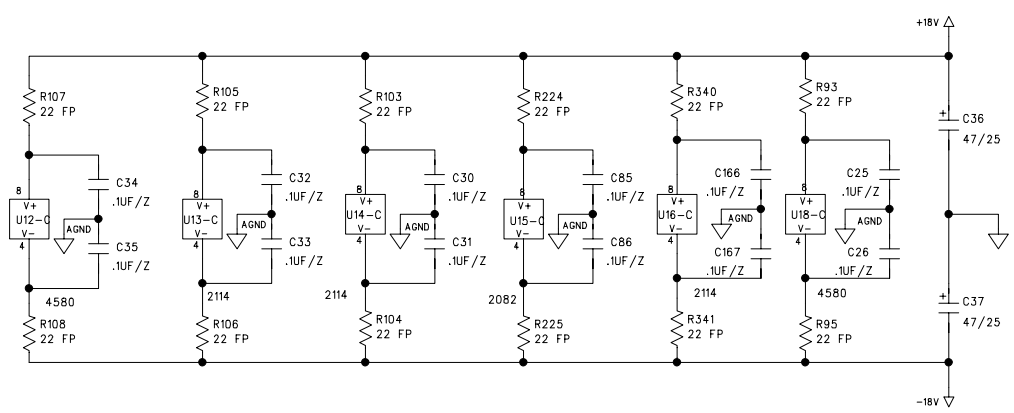 +18V
R107
22 FP
R105
22 FP
R103
22 FP
R224
22 FP
R340
22 FP
R93
22 FP
+
C36
47/25
8
V+
U12-C
V-
4
C34
.1UF/Z
AGND
C35
.1UF/Z
4580
8
V+
U13-C
V-
4
C32
.1UF/Z
AGND
C33
.1UF/Z
2114
8
V+
U14-C
V-
4
C30
.1UF/Z
AGND
C31
.1UF/Z
2114
8
V+
U15-C
V-
4
C85
.1UF/Z
AGND
C86
.1UF/Z
2082
8
V+
U16-C
V-
4
C166
.1UF/Z
AGND
C167
.1UF/Z
2114
8
V+
U18-C
V-
4
C25
.1UF/Z
AGND
C26
.1UF/Z
4580
R108
22 FP
R106
22 FP
R104
22 FP
R225
22 FP
R341
22 FP
R95
22 FP
+
C37
47/25
-18V